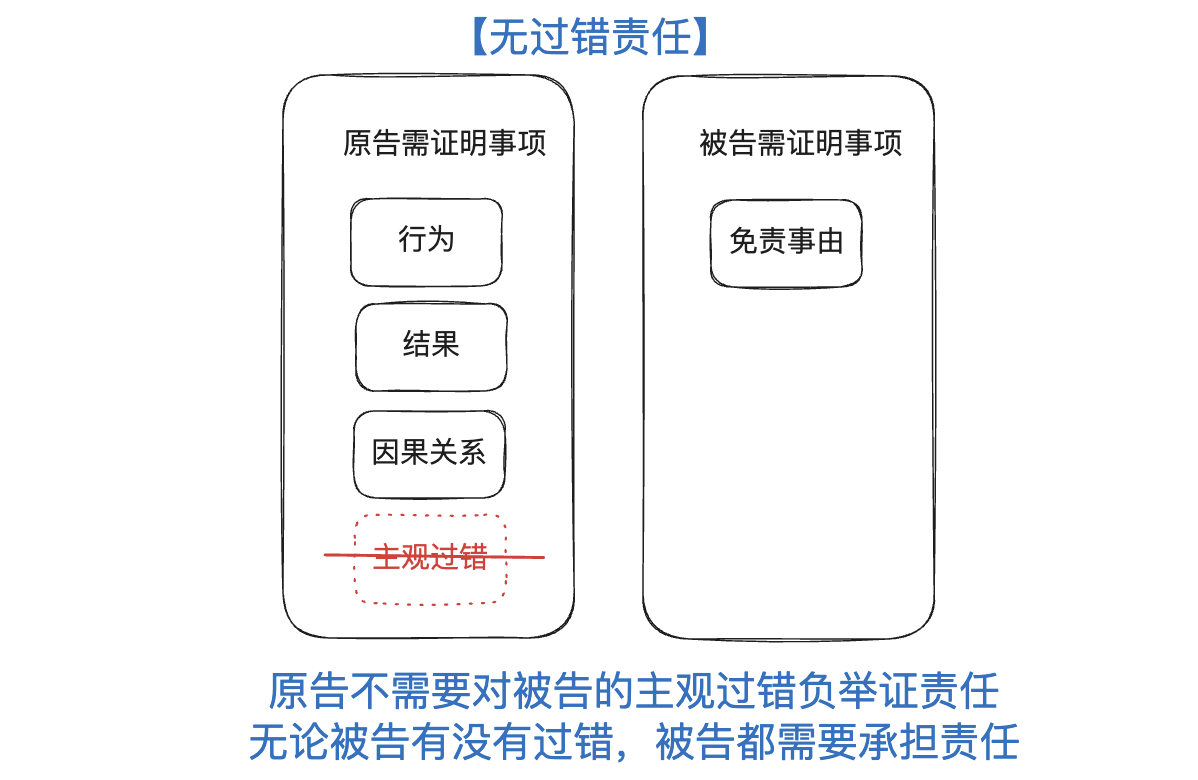 【无过错责任】
原告需证明事项
行为
结果
因果关系
主观过错
被告需证明事项
免责事由
原告不需要对被告的主观过错负举证责任
无论被告有没有过错，被告都需要承担责任